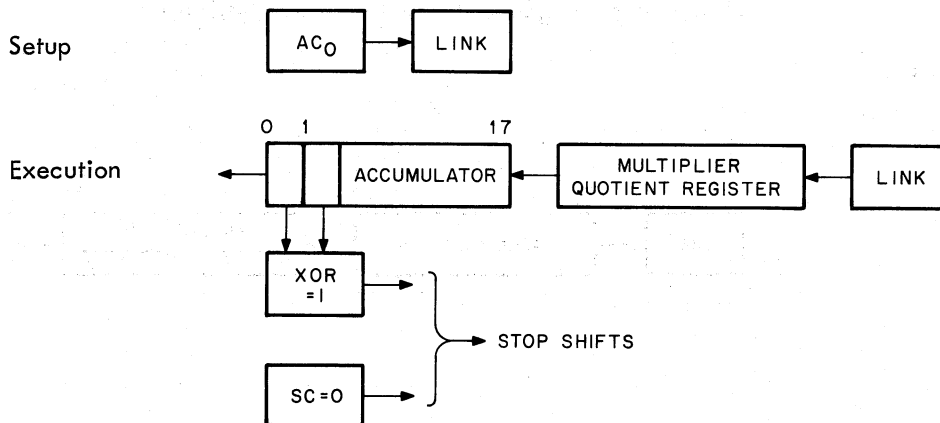 Setup
AC0
LINK
0 1 17
Execution
ACCUMULATOR
MULTIPLIER
QUOTIENT REGISTER
LINK
XOR
=1
STOP SHIFTS
SC=0